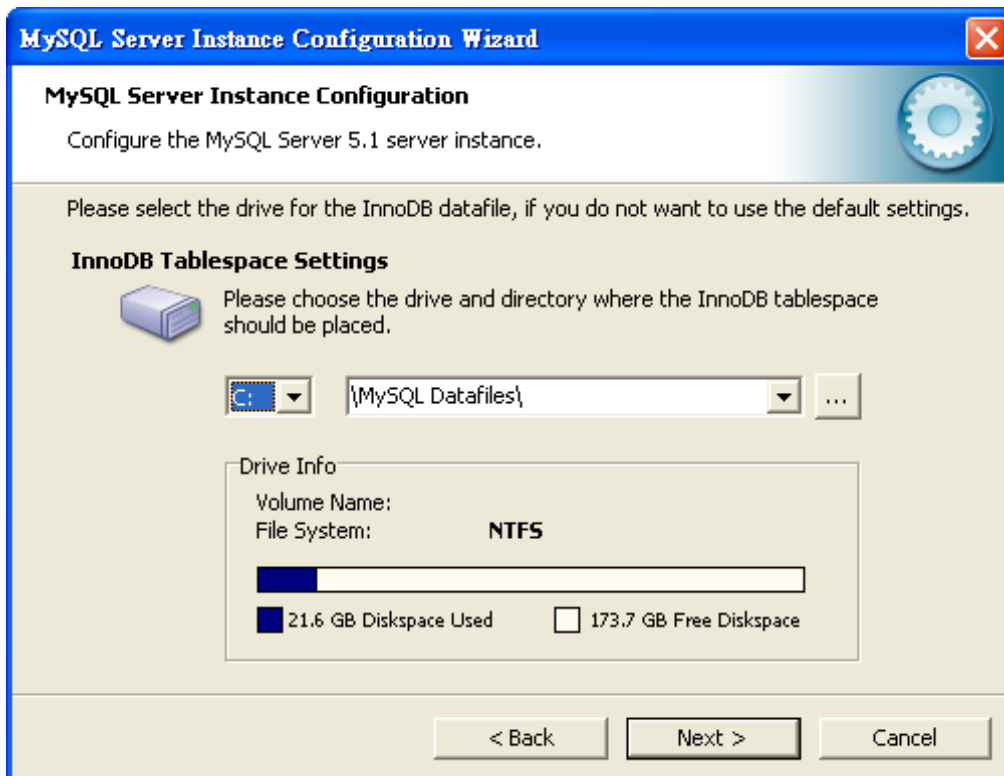 MySQL Server Instance Configuration Wizard
MySQL Server Instance Configuration
Configure the MySQL Server 5.1 server instance.
Please select the drive for the InnoDB datafile, if you do not want to use the default settings.
InnoDB Tablespace Settings
Please choose the drive and directory where the InnoDB tablespace
should be placed.
C: \MySQL Datafiles\ ...
Drive Info
Volume Name:
File System: NTFS
21.6 GB Diskspace Used 173.7 GB Free Diskspace
< Back Next > Cancel